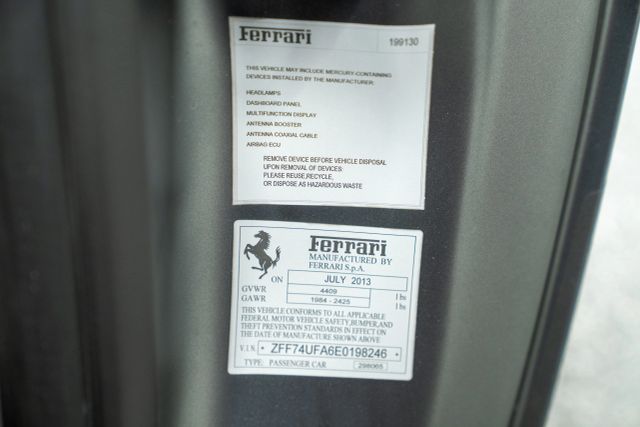 Ferrari
199130
THIS VEHICLE MAY INCLUDE MERCURY-CONTAINING
DEVICES INSTALLED BY THE MANUFACTURER:
HEADLAMPS
DASHBOARD PANEL
MULTIFUNCTION DISPLAY
ANTENNA BOOSTER
ANTENNA COAXIAL CABLE
AIRBAG ECU
REMOVE DEVICE BEFORE VEHICLE DISPOSAL
UPON REMOVAL OF DEVICES:
PLEASE REUSE,RECYCLE,
OR DISPOSE AS HAZARDOUS WASTE
Ferrari
MANUFACTURED BY
FERRARI S.p.A.
ON JULY 2013
GVWR 4409 lbs
GAWR 1984 - 2425 lbs
THIS VEHICLE CONFORMS TO ALL APPLICABLE
FEDERAL MOTOR VEHICLE SAFETY,BUMPER,AND
THEFT PREVENTION STANDARDS IN EFFECT ON
THE DATE OF MANUFACTURE SHOWN ABOVE
V.I.N. * ZFF74UFA6E0198246 *
TYPE: PASSENGER CAR 298065